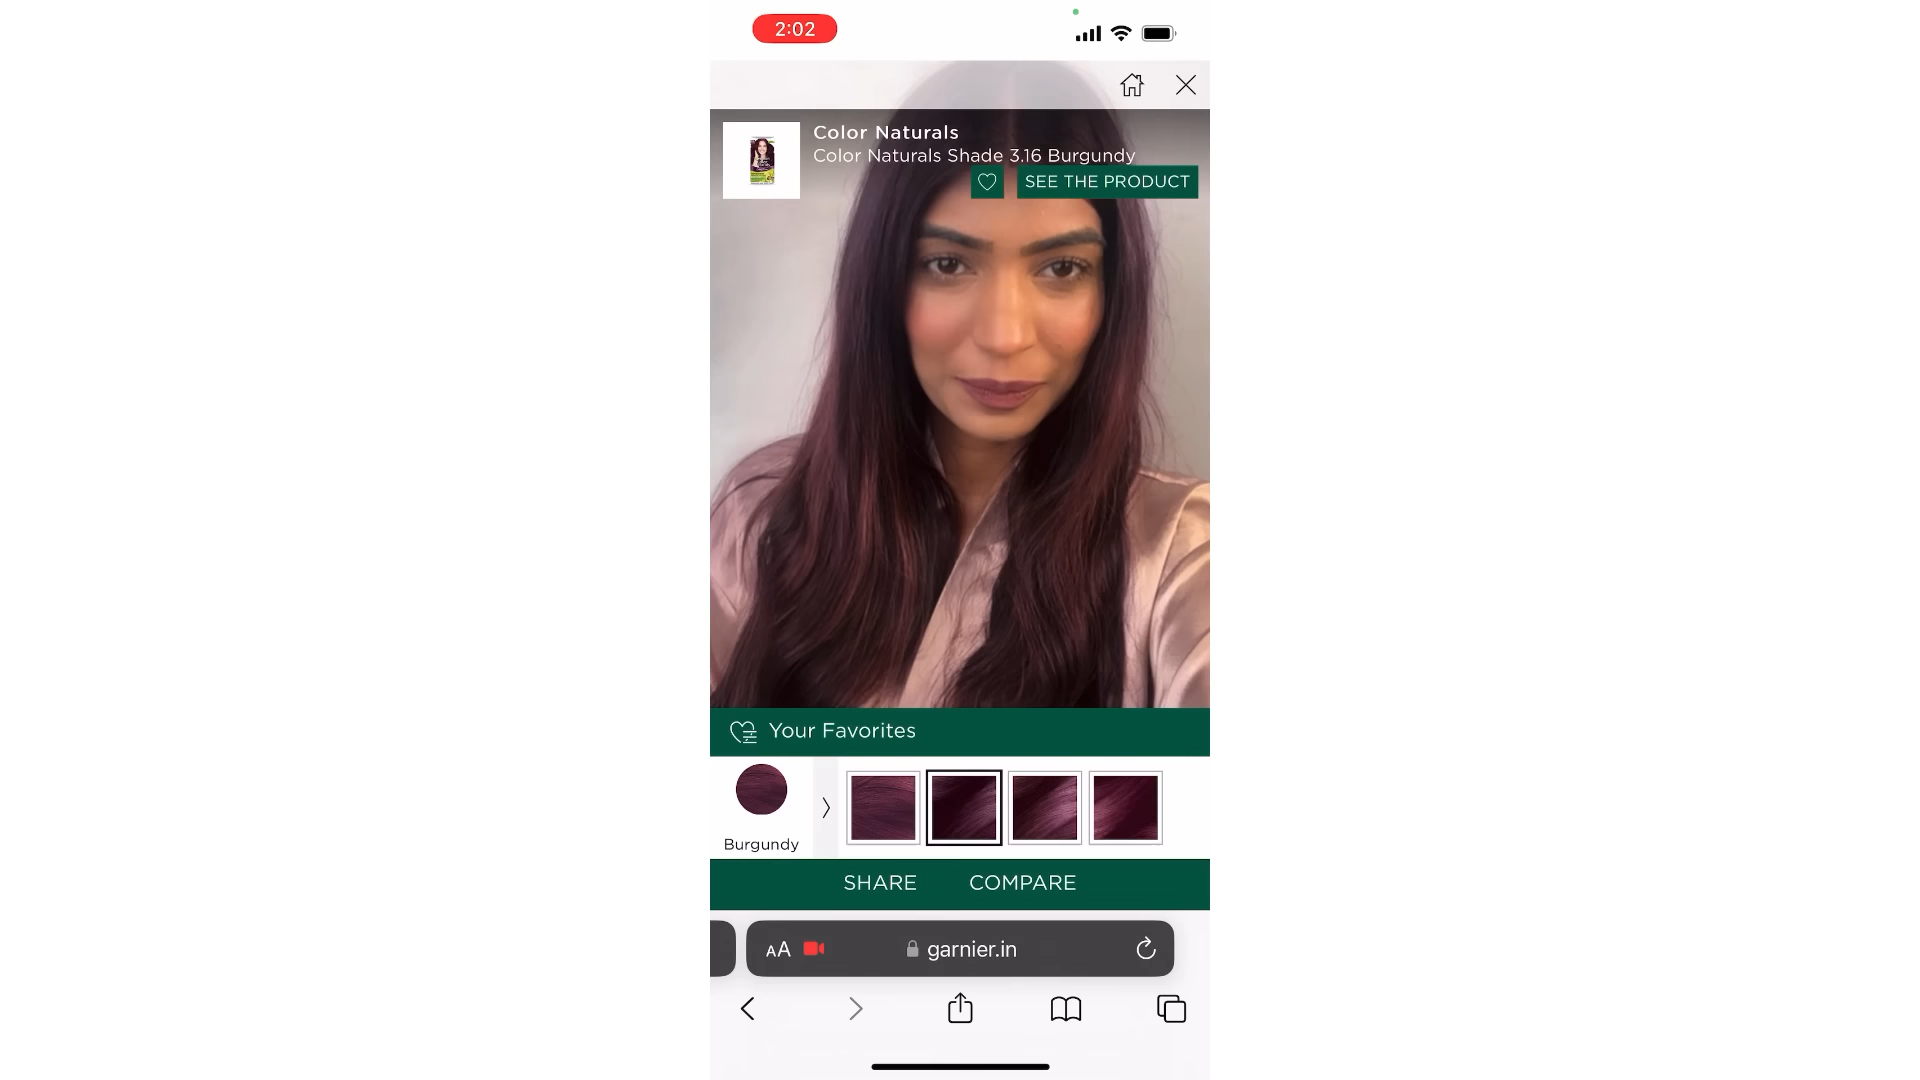 2:02
Color Naturals
Color Naturals Shade 3.16 Burgundy
SEE THE PRODUCT
Your Favorites
Burgundy
SHARE COMPARE
AA garnier.in